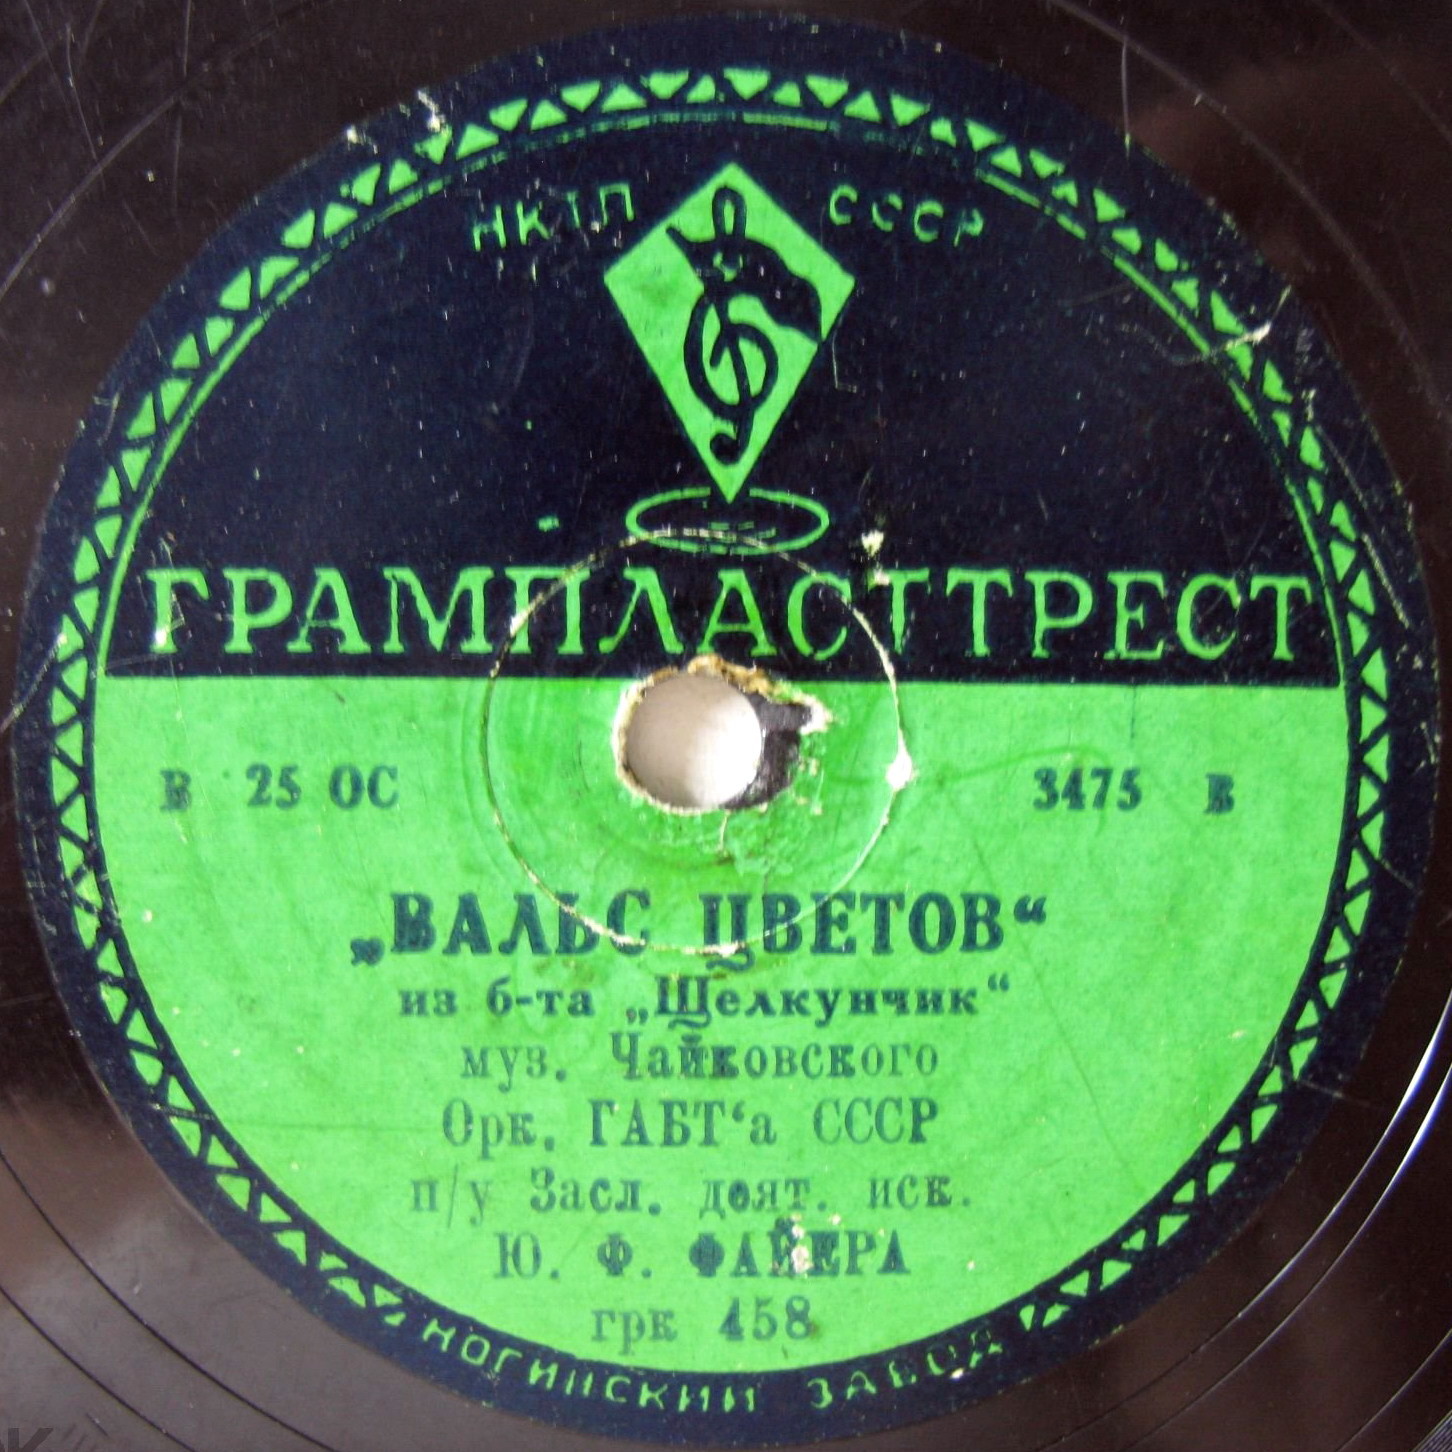 НКТП СССР
ГРАМПЛАСТТРЕСТ
В 25 ОС 3475 В
„ВАЛЬС ЦВЕТОВ“
из б-та „Щелкунчик“
муз. Чайковского
Орк. ГАБТ‘а СССР
п/у Засл. деят. иск.
Ю. Ф. ФАЙЕРА
грк 458
НОГИНСКИЙ ЗАВОД